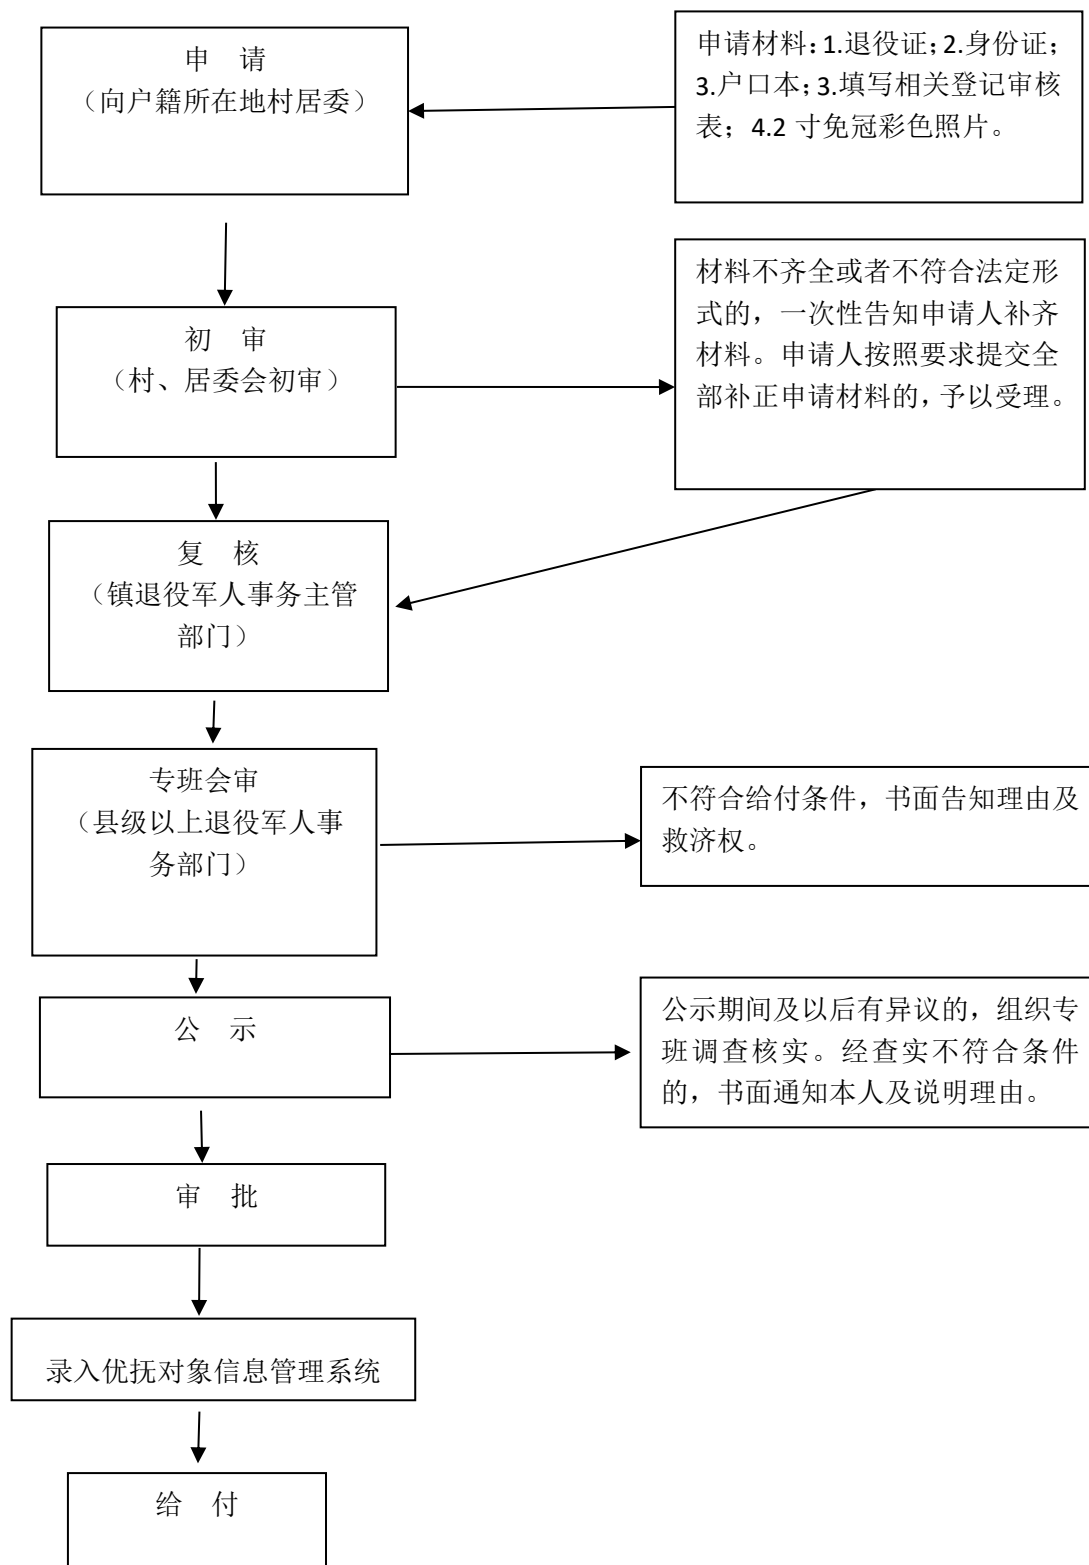 申 请
（向户籍所在地村居委）
申请材料：1.退役证；2.身份证；
3.户口本；3.填写相关登记审核
表；4.2 寸免冠彩色照片。
初 审
（村、居委会初审）
材料不齐全或者不符合法定形
式的，一次性告知申请人补齐
材料。申请人按照要求提交全
部补正申请材料的，予以受理。
复 核
（镇退役军人事务主管
部门）
专班会审
（县级以上退役军人事
务部门）
不符合给付条件，书面告知理由及
救济权。
公 示
公示期间及以后有异议的，组织专
班调查核实。经查实不符合条件
的，书面通知本人及说明理由。
审 批
录入优抚对象信息管理系统
给 付